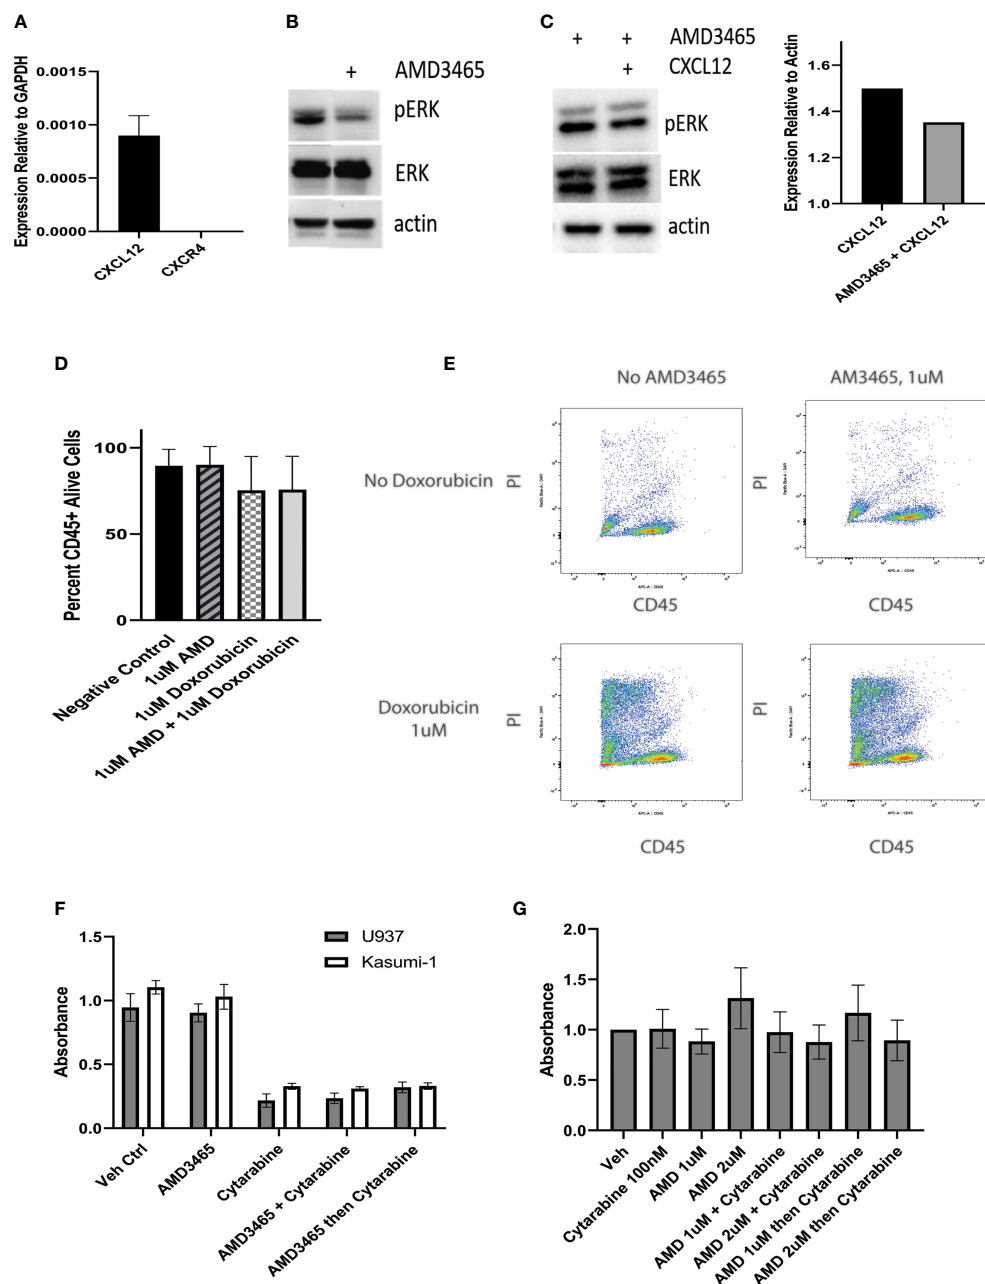 A
Expression Relative to GAPDH
0.0015
0.0010
0.0005
0.0000
CXCL12
CXCR4
B
+
AMD3465
pERK
ERK
actin
C
+ + AMD3465
+ CXCL12
pERK
ERK
actin
Expression Relative to Actin
1.6
1.4
1.2
1.0
CXCL12
AMD3465 + CXCL12
D
Percent CD45+ Alive Cells
100
50
0
Negative Control
1uM AMD
1uM Doxorubicin
1uM AMD + 1uM Doxorubicin
E
No AMD3465
AM3465, 1uM
No Doxorubicin
PI
CD45
PI
CD45
Doxorubicin
1uM
PI
CD45
PI
CD45
F
Absorbance
1.5
1.0
0.5
0.0
U937
Kasumi-1
Veh Ctrl
AMD3465
Cytarabine
AMD3465 + Cytarabine
AMD3465 then Cytarabine
G
Absorbance
2.0
1.5
1.0
0.5
0.0
Veh
Cytarabine 100nM
AMD 1uM
AMD 2uM
AMD 1uM + Cytarabine
AMD 2uM + Cytarabine
AMD 1uM then Cytarabine
AMD 2uM then Cytarabine